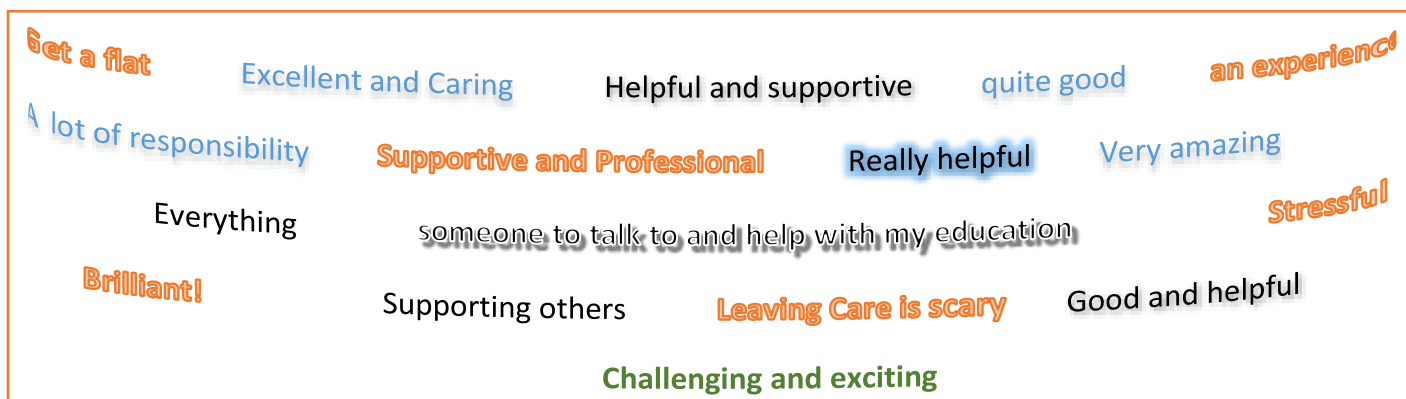 Get a flat
Excellent and Caring
Helpful and supportive
quite good
an experience
A lot of responsibility
Supportive and Professional
Really helpful
Very amazing
Everything
someone to talk to and help with my education
Stressful
Brilliant!
Supporting others
Leaving Care is scary
Good and helpful
Challenging and exciting